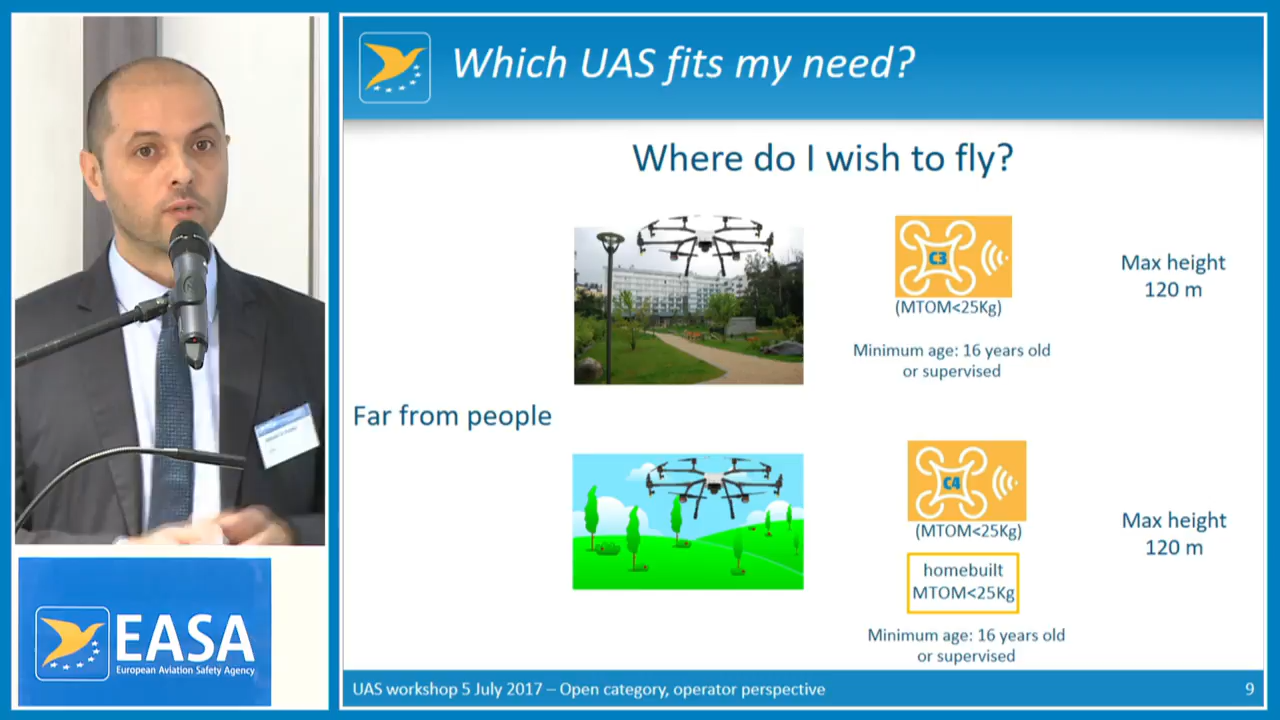 Which UAS fits my need?
Where do I wish to fly?
C3
(MTOM<25Kg)
Max height
120 m
Minimum age: 16 years old
or supervised
Far from people
C4
(MTOM<25Kg)
Max height
120 m
homebuilt
MTOM<25Kg
Minimum age: 16 years old
or supervised
EASA
European Aviation Safety Agency
UAS workshop 5 July 2017 – Open category, operator perspective
9